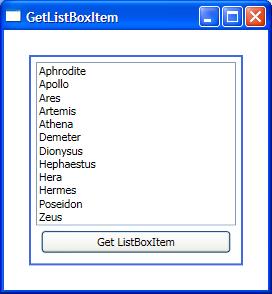 GetListBoxItem
Aphrodite
Apollo
Ares
Artemis
Athena
Demeter
Dionysus
Hephaestus
Hera
Hermes
Poseidon
Zeus
Get ListBoxItem